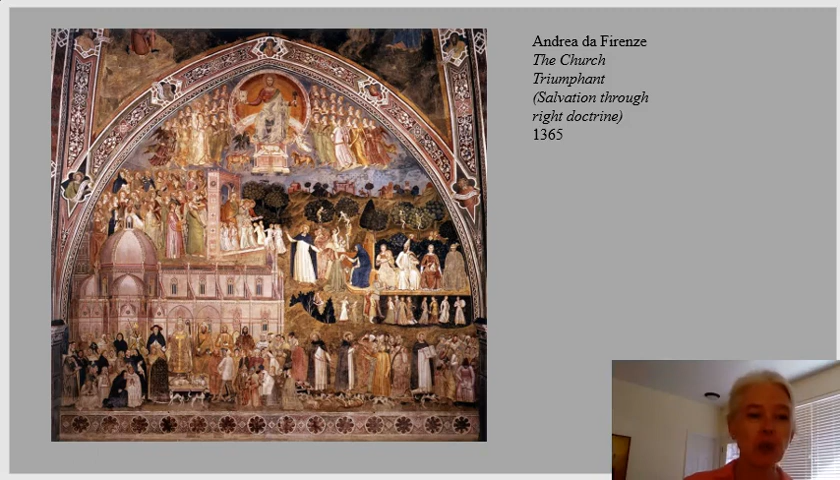 Andrea da Firenze
The Church
Triumphant
(Salvation through
right doctrine)
1365